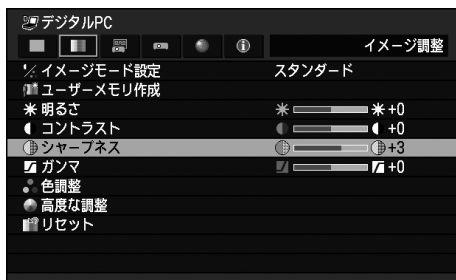 デジタルPC
イメージ調整
イメージモード設定 スタンダード
ユーザーメモリ作成
明るさ +0
コントラスト +0
シャープネス +3
ガンマ +0
色調整
高度な調整
リセット